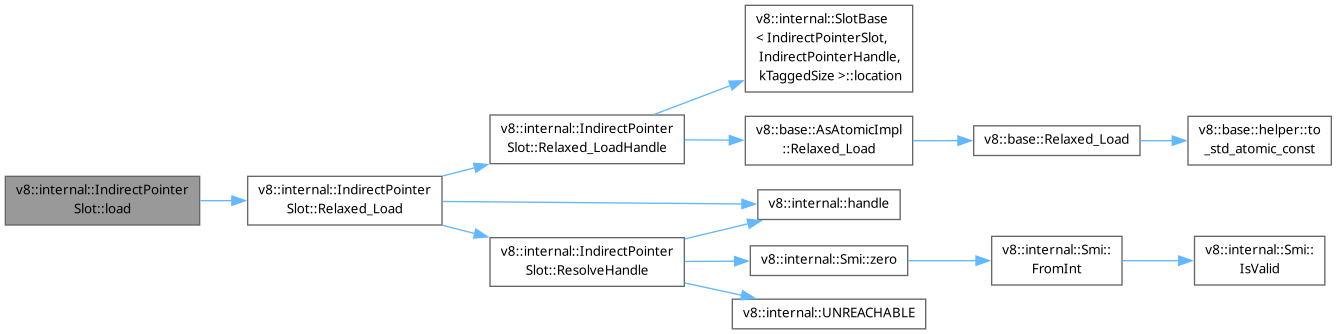 v8::internal::IndirectPointer
Slot::load
v8::internal::IndirectPointer
Slot::Relaxed_Load
v8::internal::IndirectPointer
Slot::Relaxed_LoadHandle
v8::internal::SlotBase
< IndirectPointerSlot,
IndirectPointerHandle,
kTaggedSize >::location
v8::base::AsAtomicImpl
::Relaxed_Load
v8::base::Relaxed_Load
v8::base::helper::to
_std_atomic_const
v8::internal::handle
v8::internal::IndirectPointer
Slot::ResolveHandle
v8::internal::Smi::zero
v8::internal::Smi::
FromInt
v8::internal::Smi::
IsValid
v8::internal::UNREACHABLE